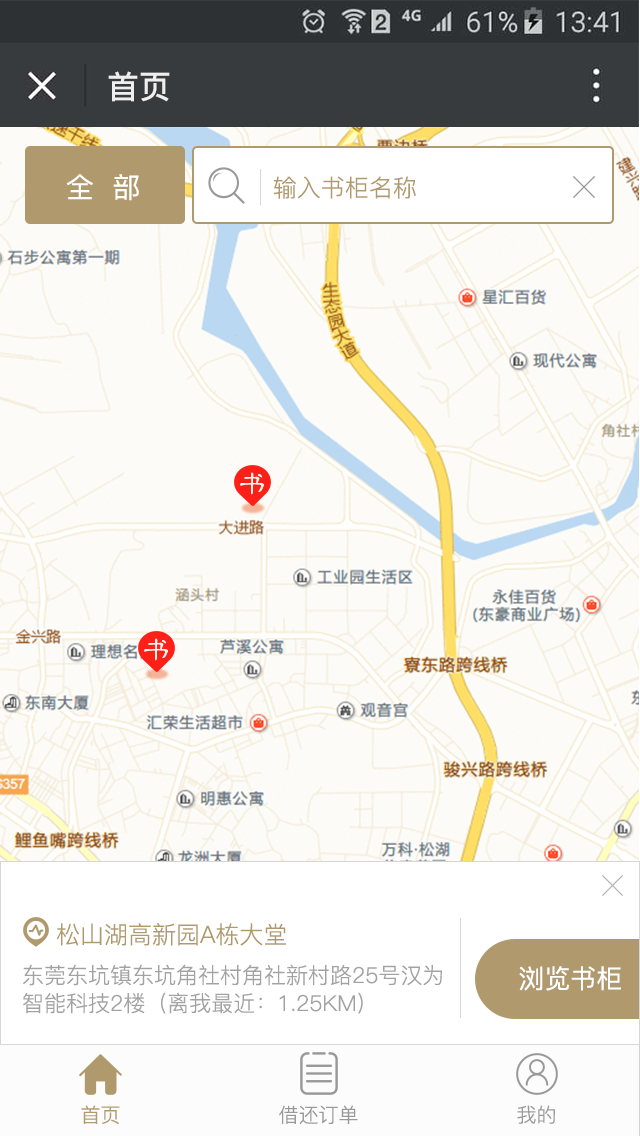 4G 61% 13:41
2
首页
全 部
输入书柜名称
石步公寓第一期
星汇百货
生态园大道
现代公寓
角社村
书
大进路
工业园生活区
涵头村
永佳百货
(东豪商业广场)
金兴路
书
芦溪公寓
理想名
寮东路跨线桥
东南大厦
观音宫
汇荣生活超市
骏兴路跨线桥
S357
明惠公寓
鲤鱼嘴跨线桥
万科·松湖
龙洲大厦
松山湖高新园A栋大堂
东莞东坑镇东坑角社村角社新村路25号汉为
智能科技2楼（离我最近：1.25KM）
浏览书柜
首页
借还订单
我的